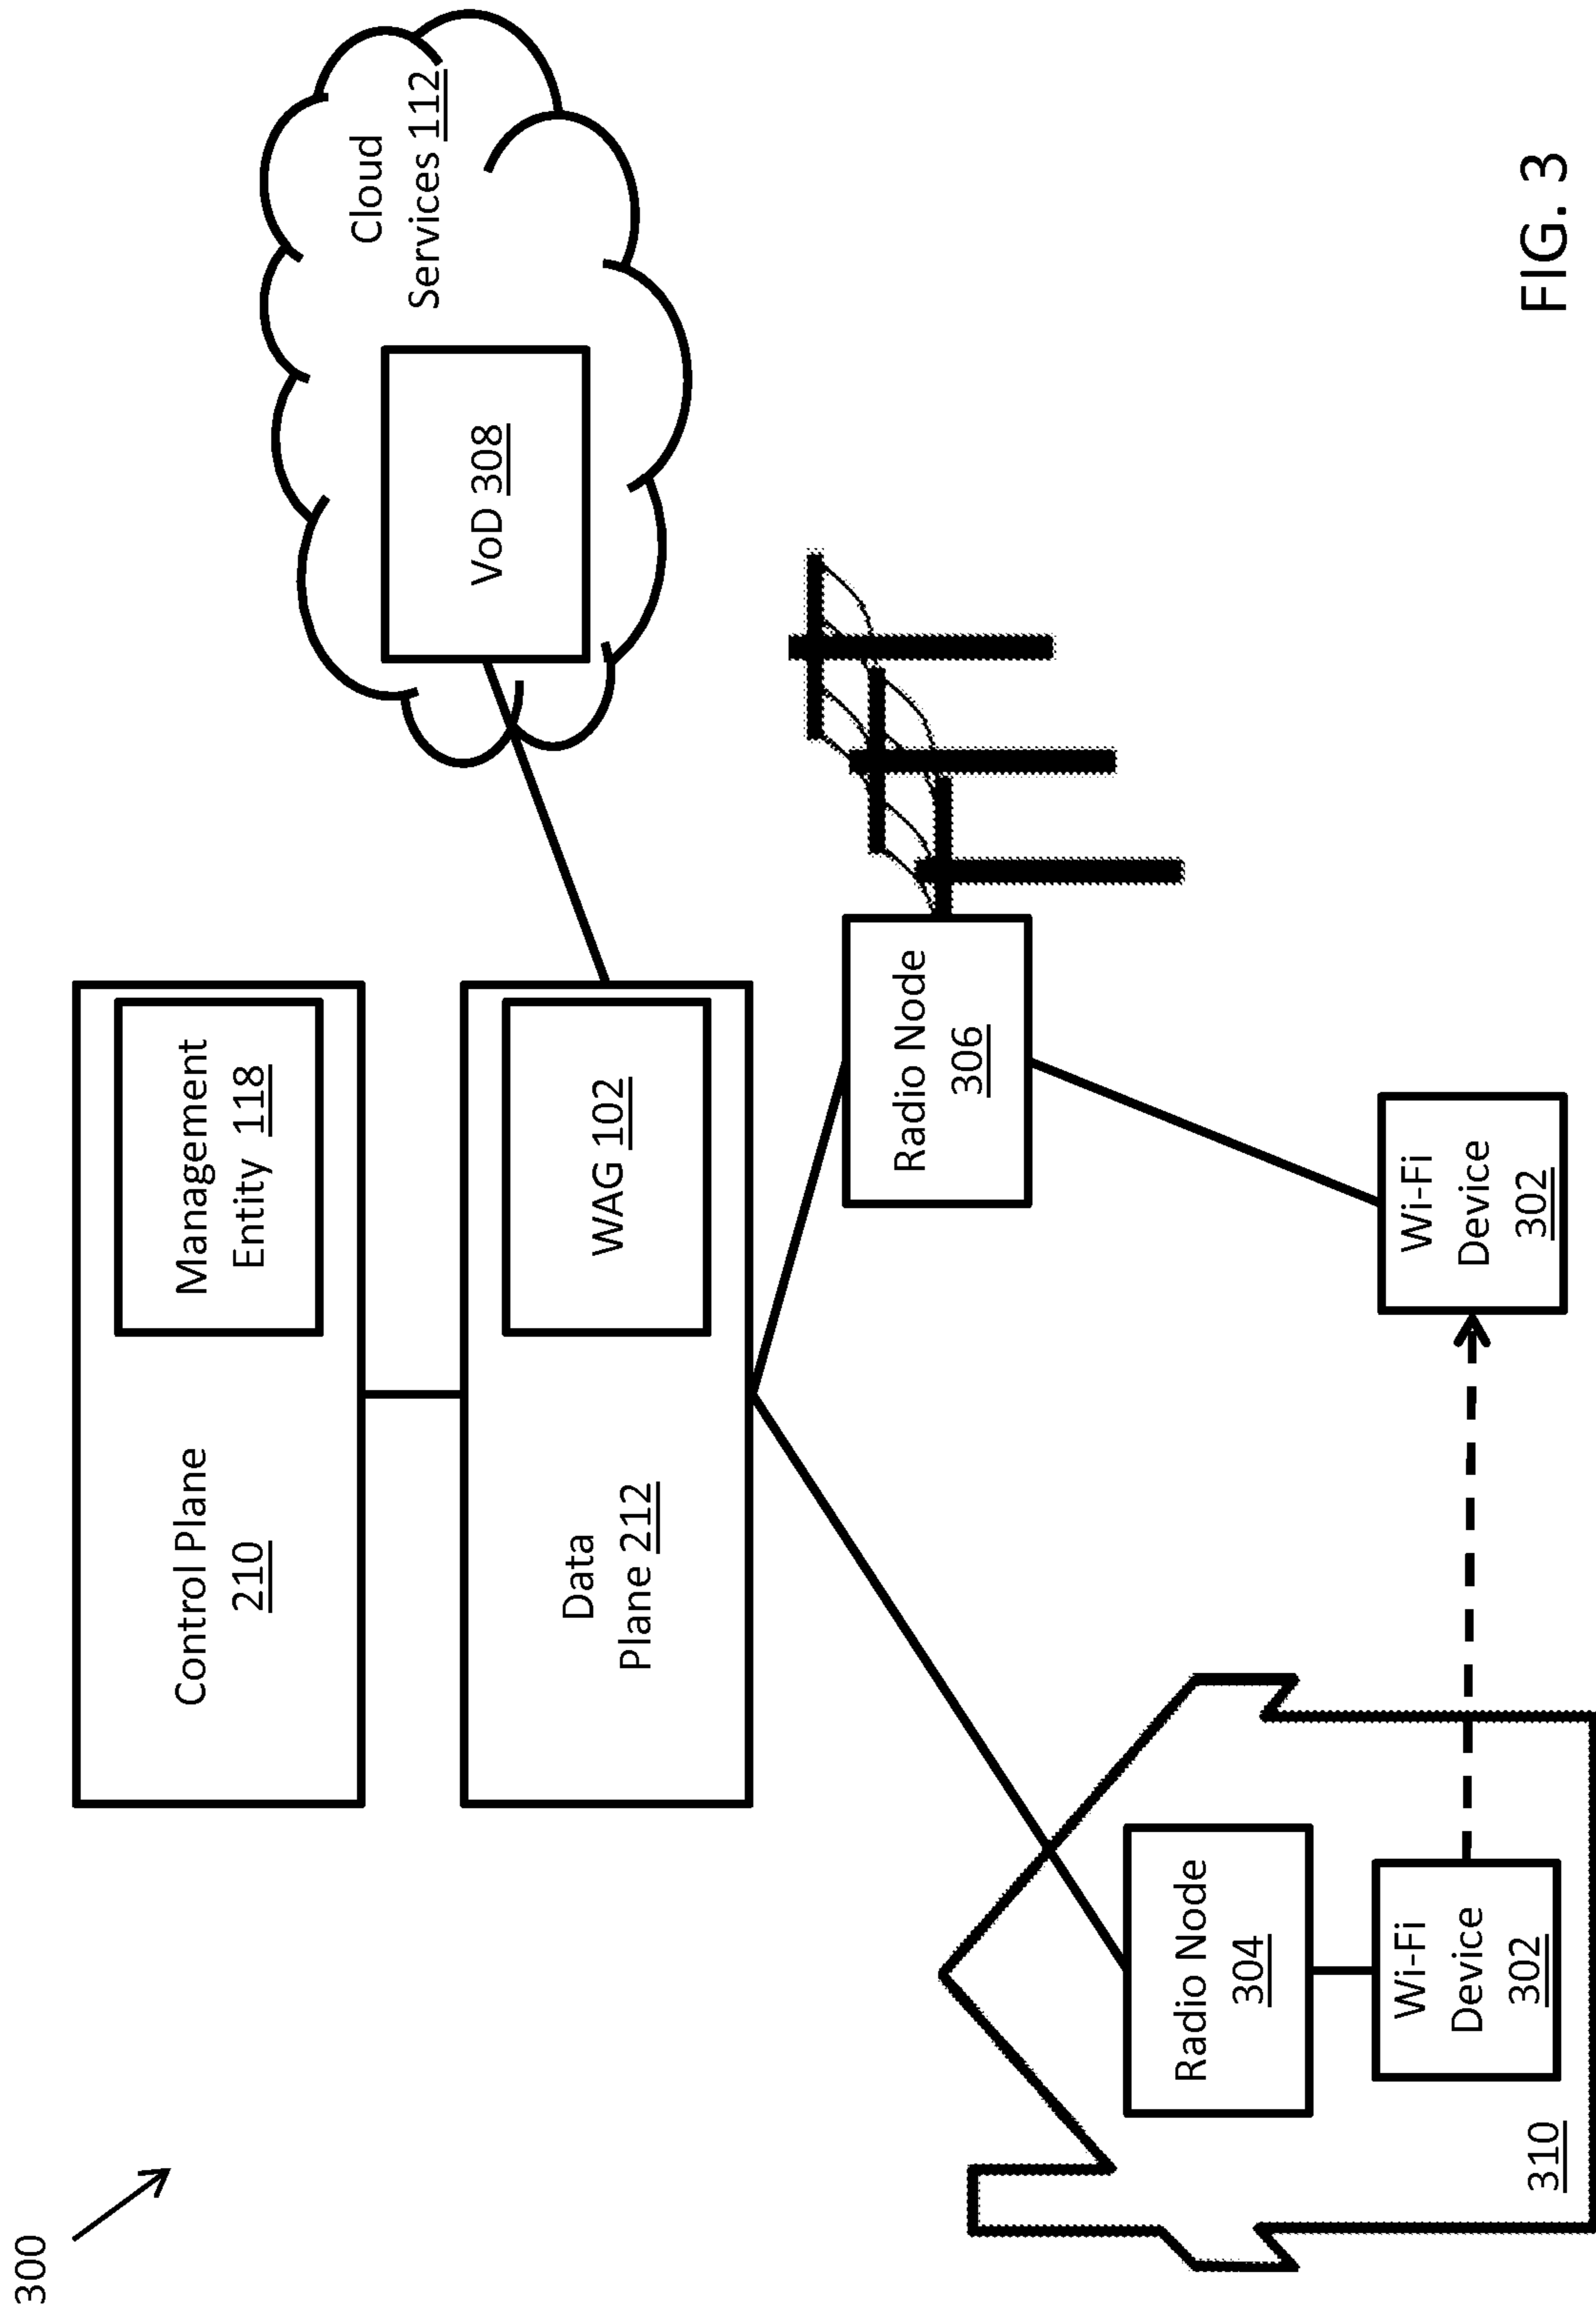 300
Control Plane
210
Management
Entity 118
Data
Plane 212
WAG 102
Cloud
Services 112
VoD 308
Radio Node
306
Radio Node
304
Wi-Fi
Device
302
Wi-Fi
Device
302
310
FIG. 3